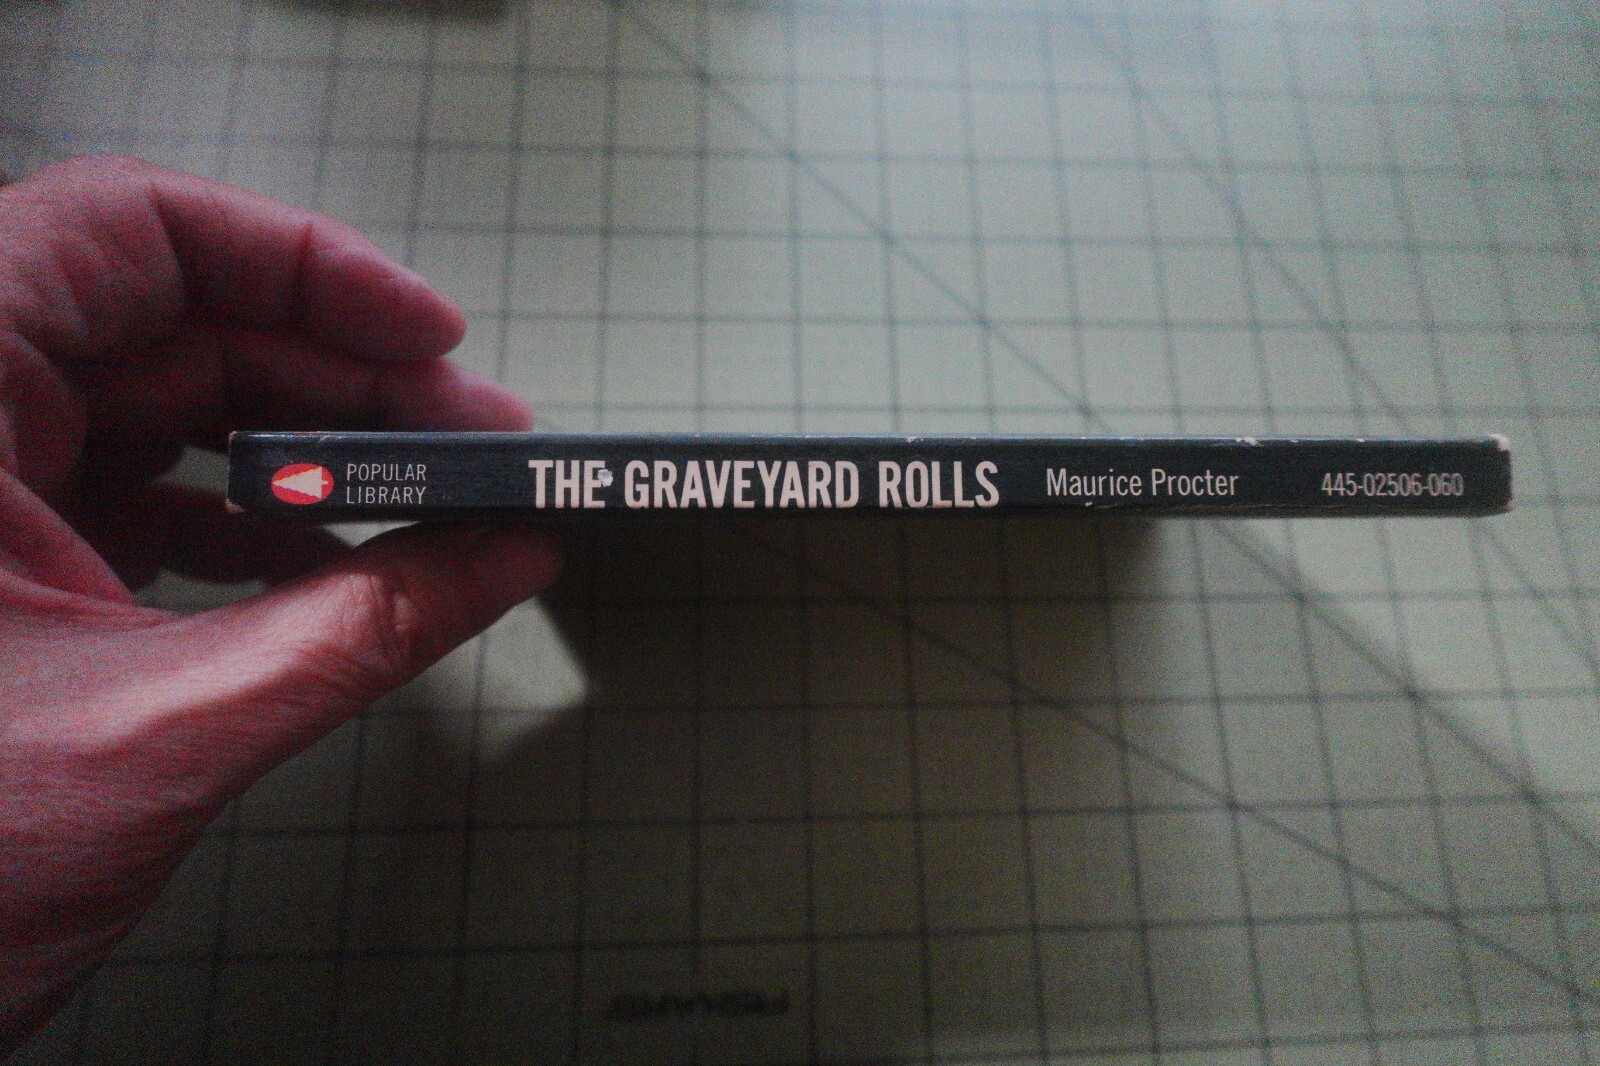 POPULAR
LIBRARY
THE GRAVEYARD ROLLS
Maurice Procter
445-02506-060